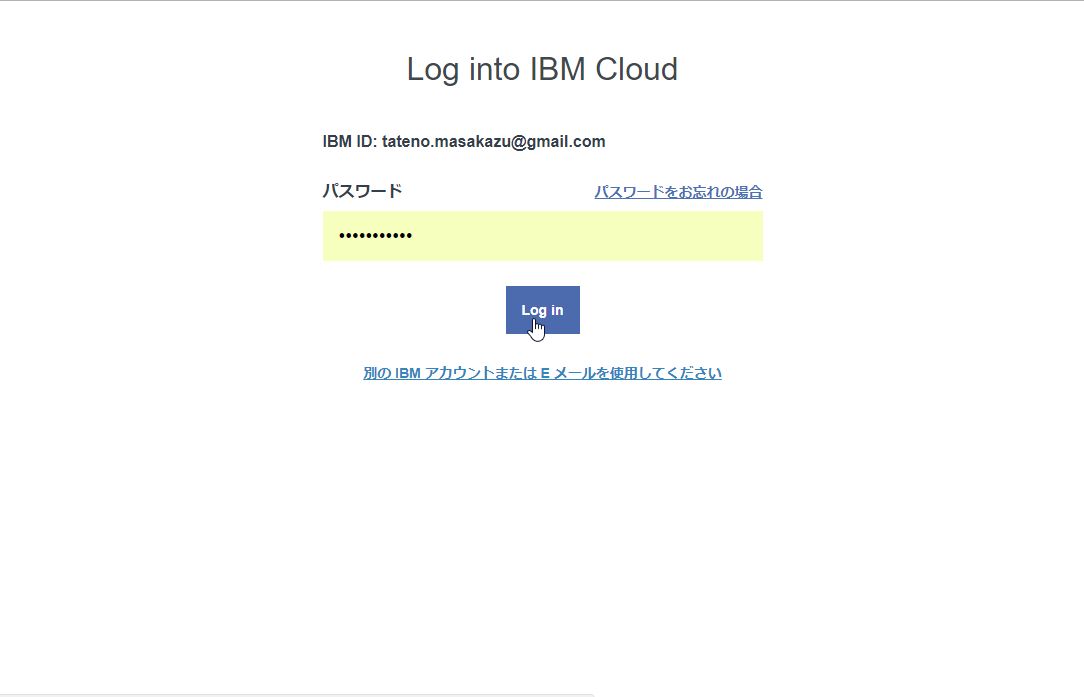 Log into IBM Cloud
IBM ID: tateno.masakazu@gmail.com
パスワード
パスワードをお忘れの場合
•••••••••••
Log in
別の IBM アカウントまたは E メールを使用してください